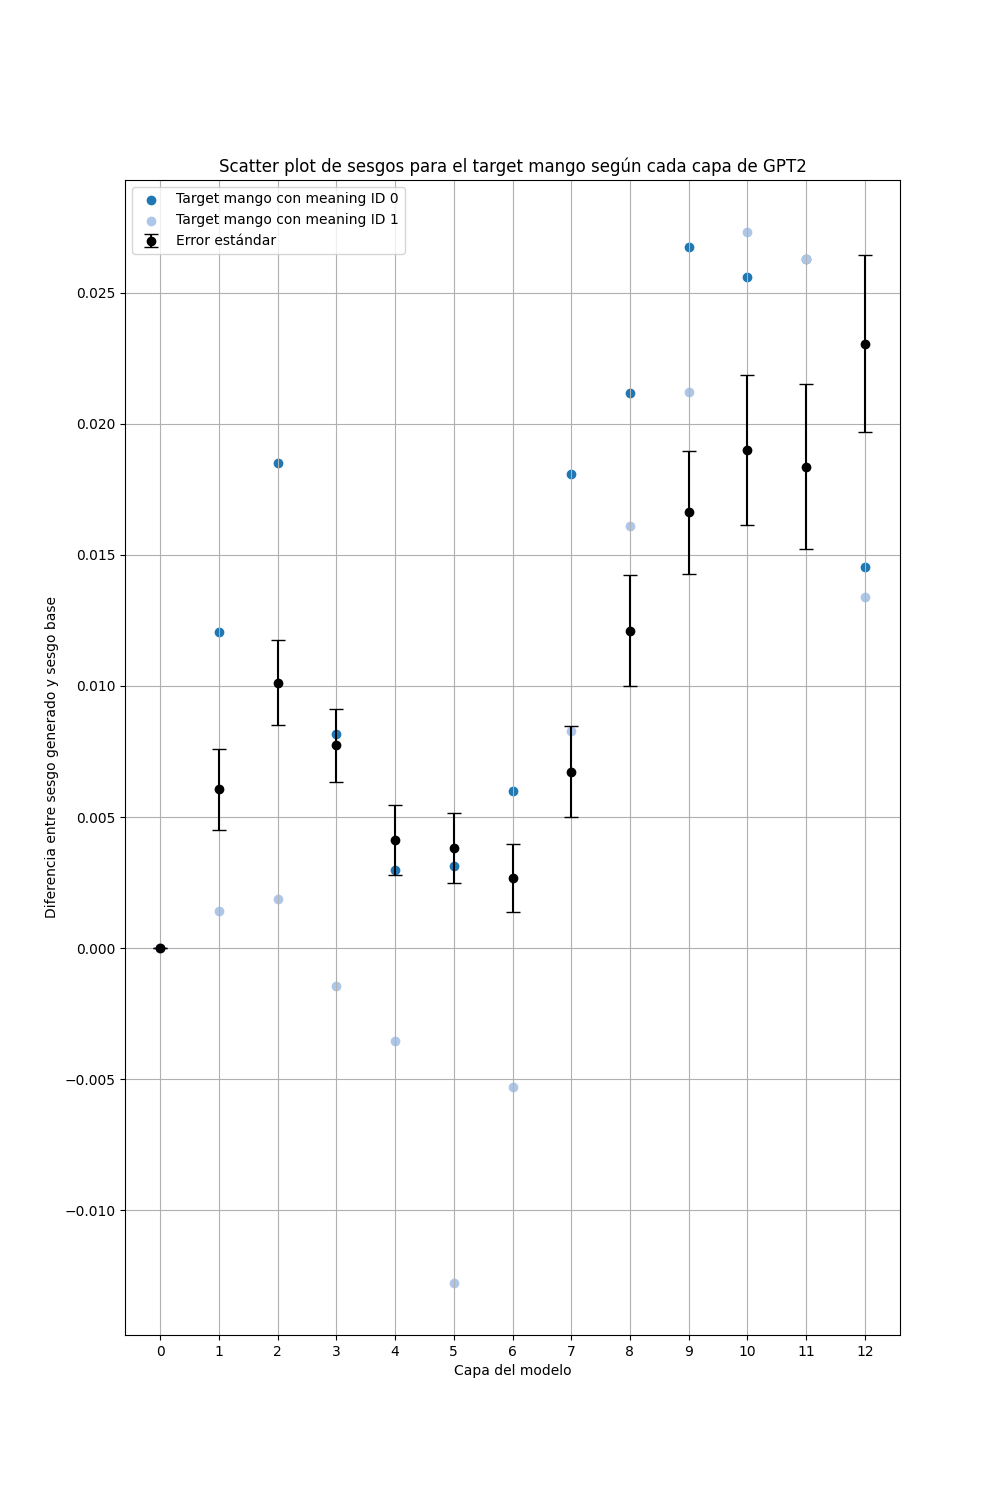 Scatter plot de sesgos para el target mango según cada capa de GPT2
Target mango con meaning ID 0
Target mango con meaning ID 1
Error estándar
0.025
0.020
0.015
0.010
0.005
0.000
−0.005
−0.010
Diferencia entre sesgo generado y sesgo base
0 1 2 3 4 5 6 7 8 9 10 11 12
Capa del modelo